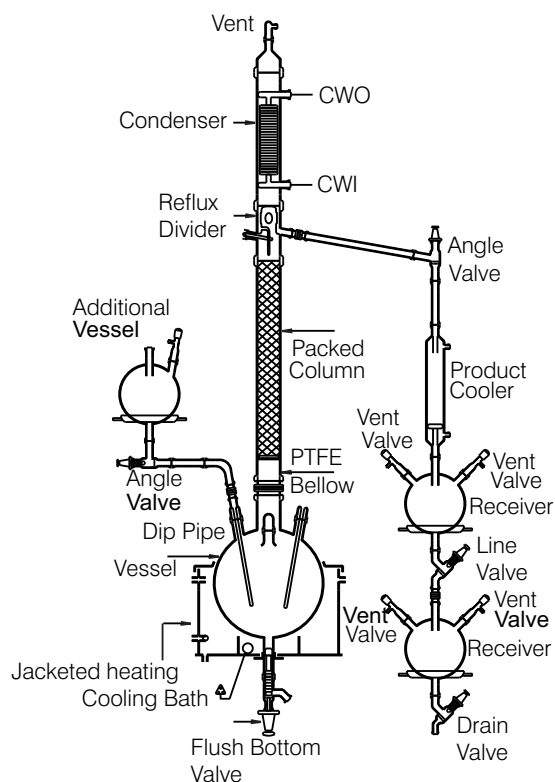 Vent
CWO
Condenser
CWI
Reflux
Divider
Angle
Valve
Additional
Vessel
Packed
Column
Product
Cooler
Vent
Valve
Vent
Valve
Receiver
PTFE
Bellow
Angle
Valve
Dip Pipe
Vessel
Line
Valve
Vent
Valve
Vent
Valve
Receiver
Jacketed heating
Cooling Bath
Flush Bottom
Valve
Drain
Valve